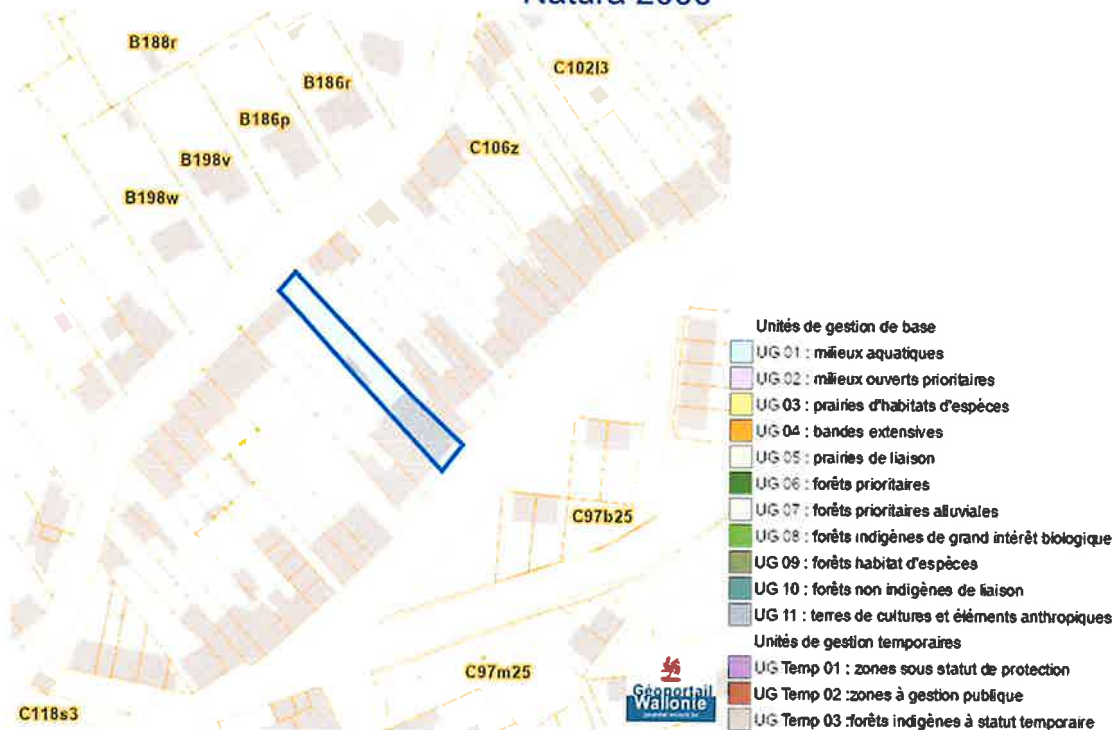 Natura 2000
B188r
B186r
C102l3
B186p
C106z
B198v
B198w
Unités de gestion de base
UG 01 : milieux aquatiques
UG 02 : milieux ouverts prioritaires
UG 03 : prairies d'habitats d'espèces
UG 04 : bandes extensives
UG 05 : prairies de liaison
UG 06 : forêts prioritaires
UG 07 : forêts prioritaires alluviales
UG 08 : forêts indigènes de grand intérêt biologique
UG 09 : forêts habitat d'espèces
UG 10 : forêts non indigènes de liaison
UG 11 : terres de cultures et éléments anthropiques
Unités de gestion temporaires
UG Temp 01 : zones sous statut de protection
UG Temp 02 :zones à gestion publique
UG Temp 03 :forêts indigènes à statut temporaire
C97b25
C97m25
C118s3
Géoportail
Wallonie